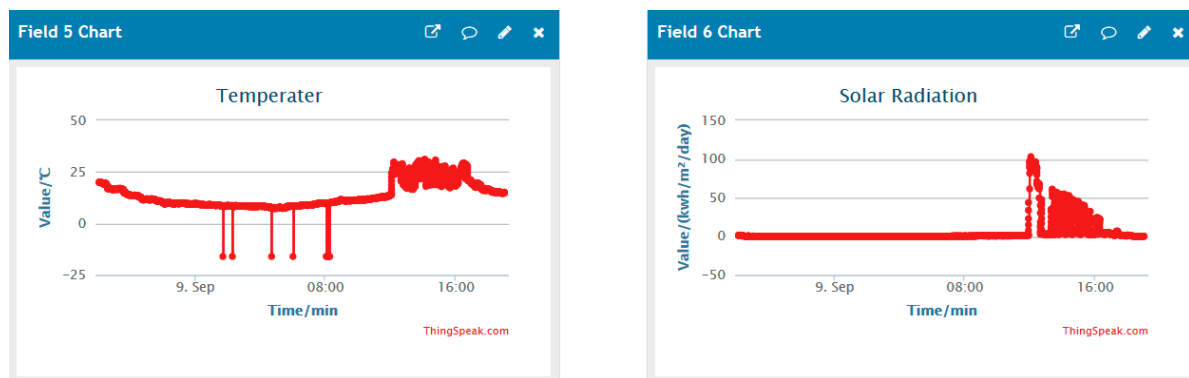 Field 5 Chart
Temperater
50
25
0
-25
Value/℃
9. Sep
08:00
16:00
Time/min
ThingSpeak.com
Field 6 Chart
Solar Radiation
150
100
50
0
-50
Value/(kwh/m²/day)
9. Sep
08:00
16:00
Time/min
ThingSpeak.com